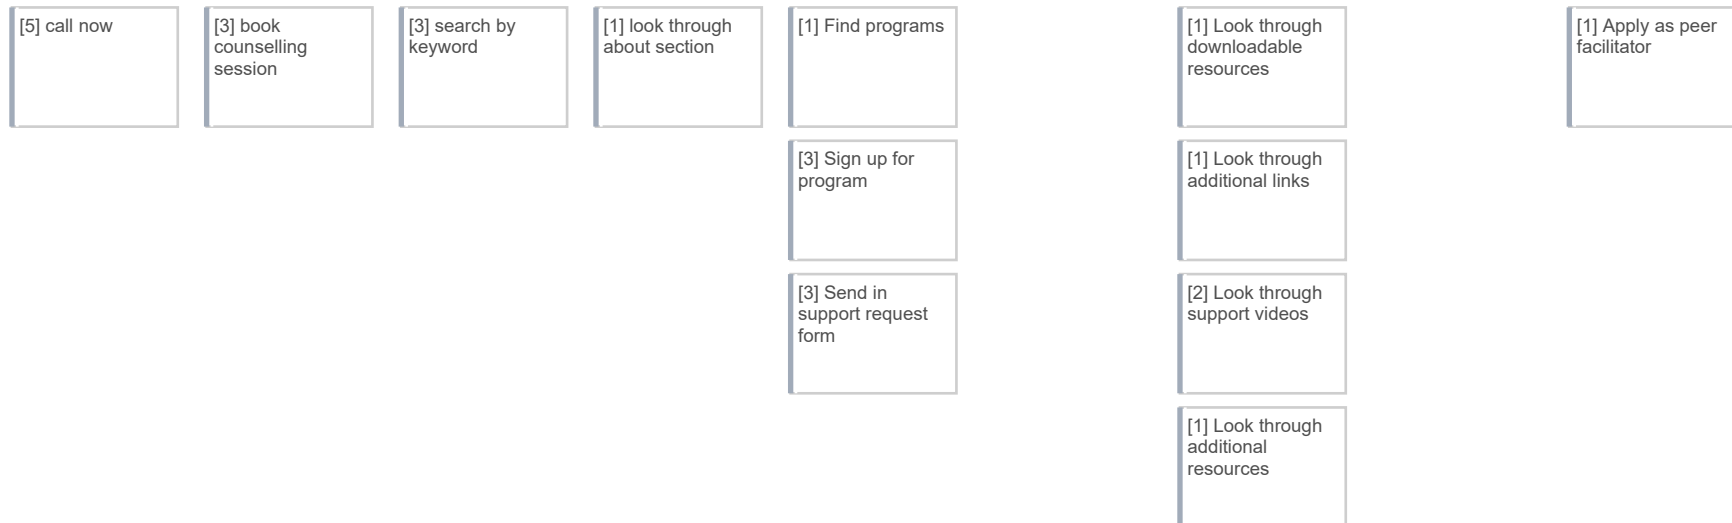 [5] call now
[3] book
counselling
session
[3] search by
keyword
[1] look through
about section
[1] Find programs
[1] Look through
downloadable
resources
[1] Apply as peer
facilitator
[3] Sign up for
program
[1] Look through
additional links
[3] Send in
support request
form
[2] Look through
support videos
[1] Look through
additional
resources